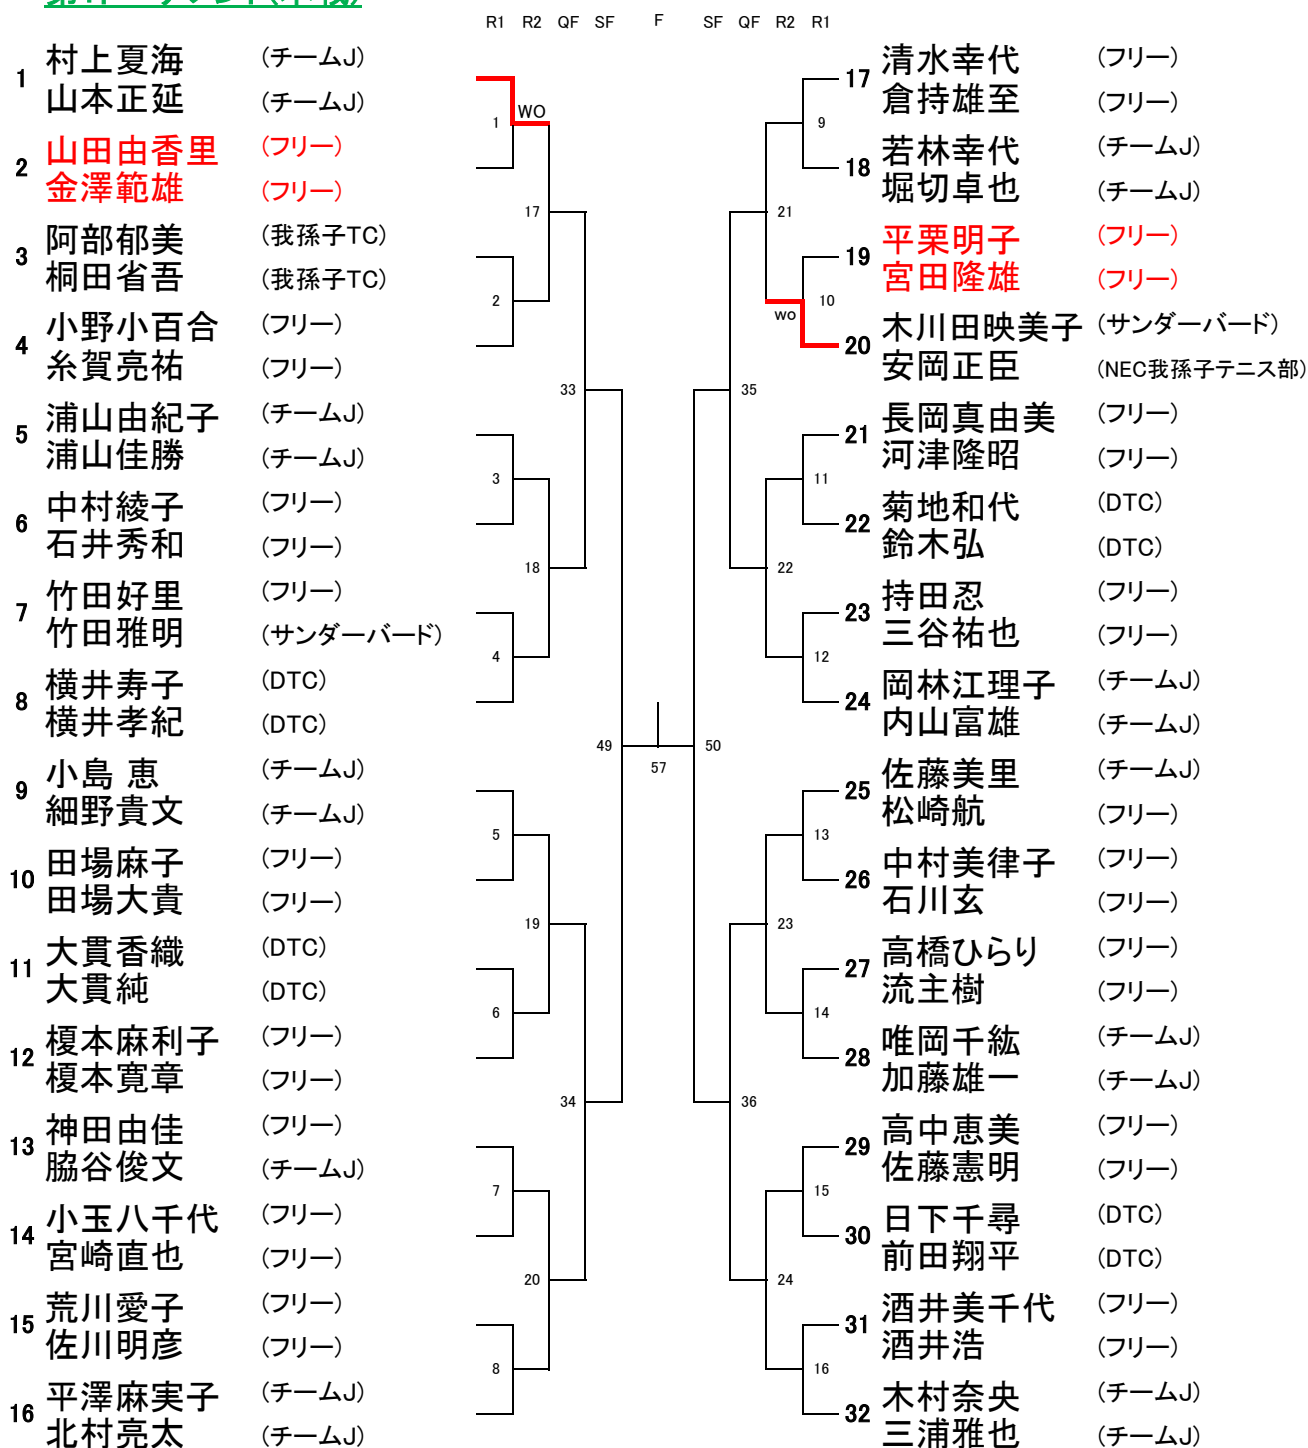 R1 R2 QF SF F SF QF R2 R1
1 村上夏海 (チームJ)
山本正延 (チームJ)
2 山田由香里 (フリー)
金澤範雄 (フリー)
3 阿部郁美 (我孫子TC)
桐田省吾 (我孫子TC)
4 小野小百合 (フリー)
糸賀亮祐 (フリー)
5 浦山由紀子 (チームJ)
浦山佳勝 (チームJ)
6 中村綾子 (フリー)
石井秀和 (フリー)
7 竹田好里 (フリー)
竹田雅明 (サンダーバード)
8 横井寿子 (DTC)
横井孝紀 (DTC)
9 小島 恵 (チームJ)
細野貴文 (チームJ)
10 田場麻子 (フリー)
田場大貴 (フリー)
11 大貫香織 (DTC)
大貫純 (DTC)
12 榎本麻利子 (フリー)
榎本寛章 (フリー)
13 神田由佳 (フリー)
脇谷俊文 (チームJ)
14 小玉八千代 (フリー)
宮崎直也 (フリー)
15 荒川愛子 (フリー)
佐川明彦 (フリー)
16 平澤麻実子 (チームJ)
北村亮太 (チームJ)
1 WO
17
2
33
3
18
4
49
5
19
6
34
7
20
8
57
9
21
10
wo
35
11
22
12
50
13
23
14
36
15
24
16
17 清水幸代 (フリー)
倉持雄至 (フリー)
18 若林幸代 (チームJ)
堀切卓也 (チームJ)
19 平栗明子 (フリー)
宮田隆雄 (フリー)
20 木川田映美子 (サンダーバード)
安岡正臣 (NEC我孫子テニス部)
21 長岡真由美 (フリー)
河津隆昭 (フリー)
22 菊地和代 (DTC)
鈴木弘 (DTC)
23 持田忍 (フリー)
三谷祐也 (フリー)
24 岡林江理子 (チームJ)
内山富雄 (チームJ)
25 佐藤美里 (チームJ)
松崎航 (フリー)
26 中村美律子 (フリー)
石川玄 (フリー)
27 高橋ひらり (フリー)
流主樹 (フリー)
28 唯岡千紘 (チームJ)
加藤雄一 (チームJ)
29 高中恵美 (フリー)
佐藤憲明 (フリー)
30 日下千尋 (DTC)
前田翔平 (DTC)
31 酒井美千代 (フリー)
酒井浩 (フリー)
32 木村奈央 (チームJ)
三浦雅也 (チームJ)